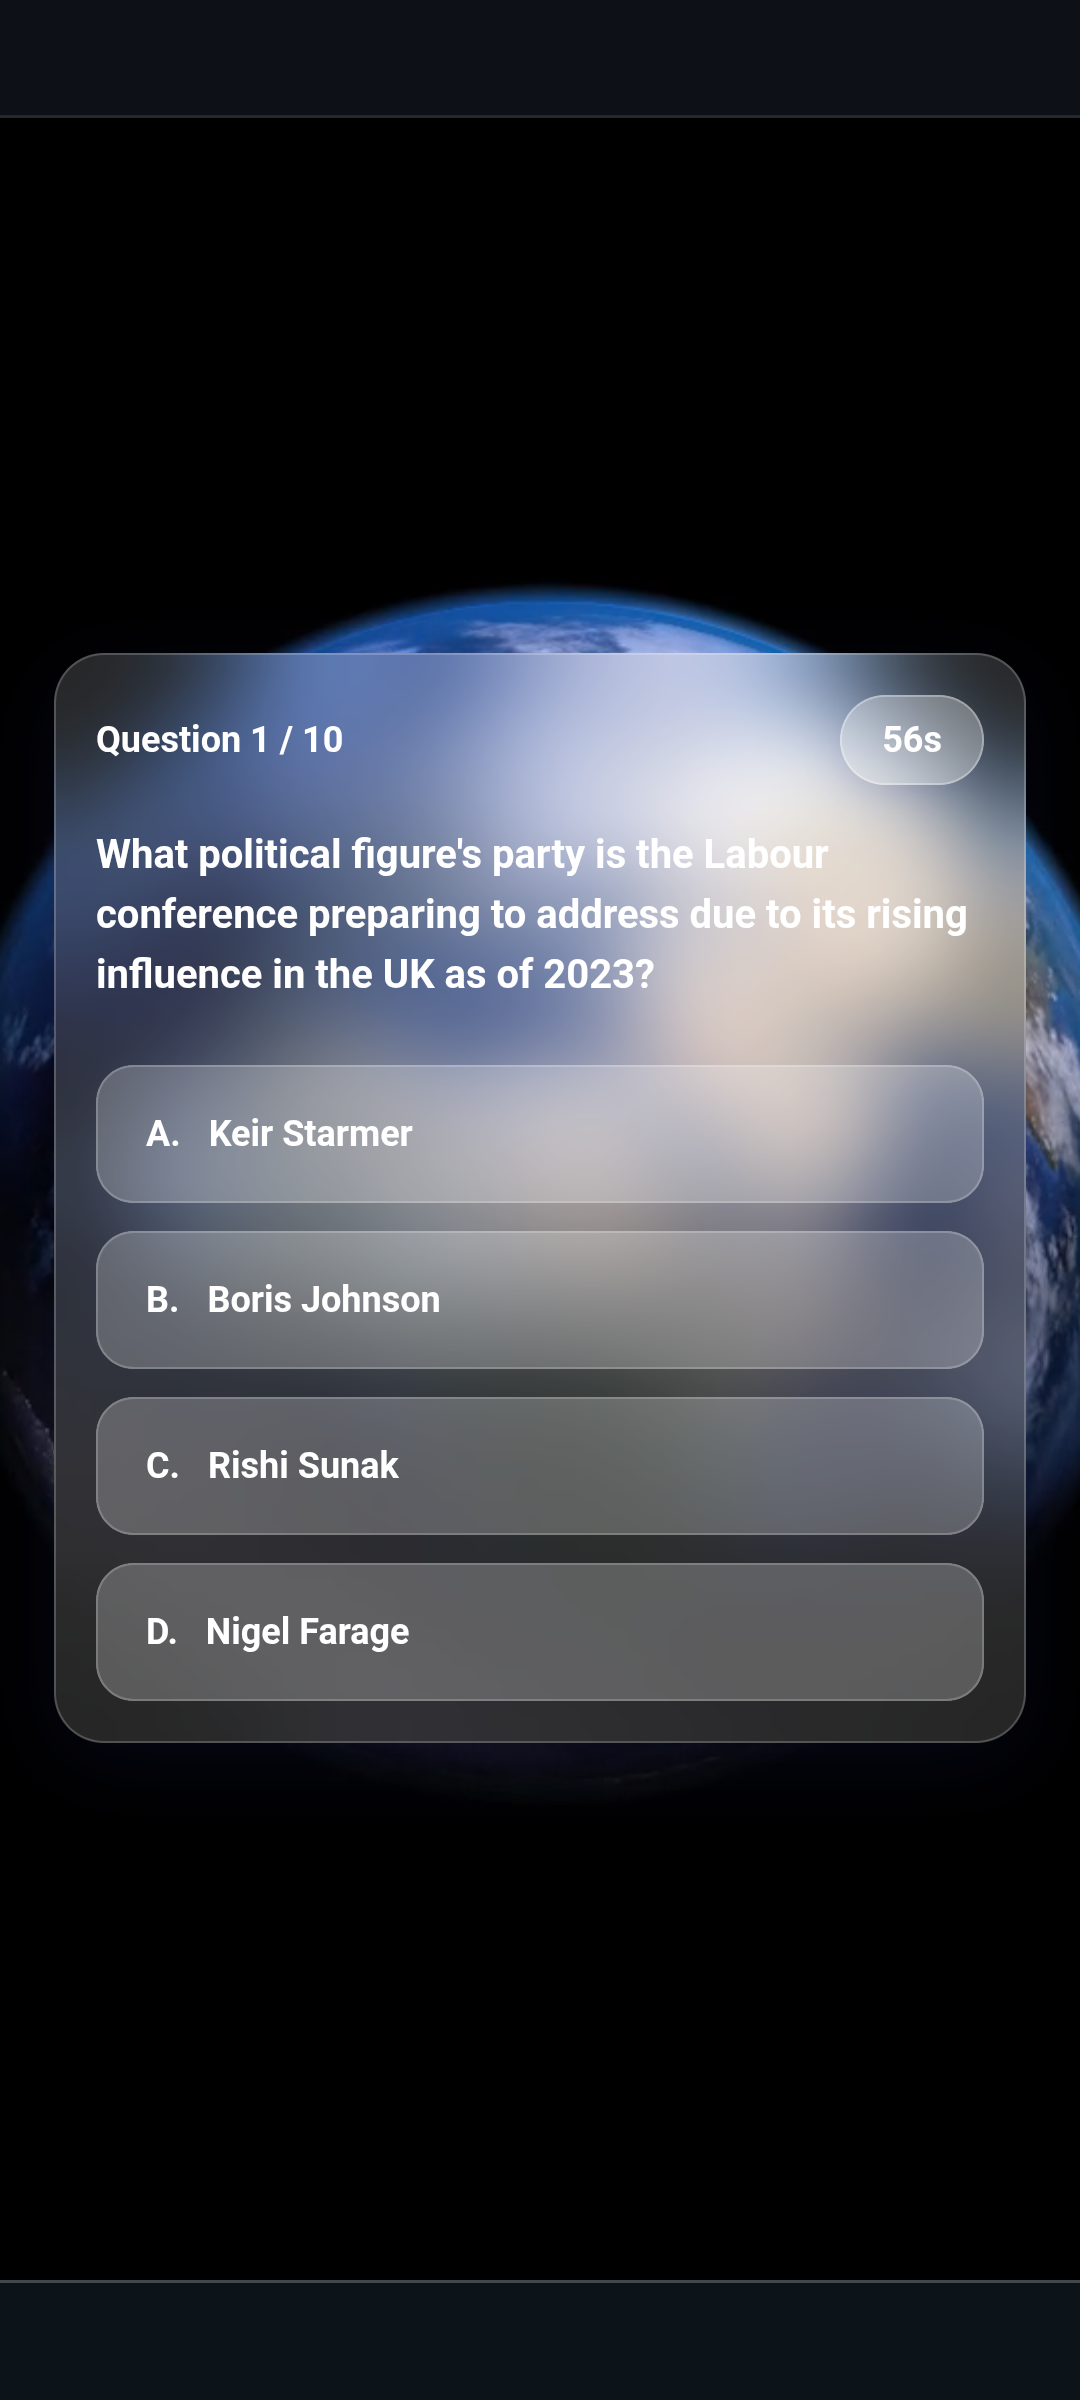 Question 1 / 10
56s
What political figure's party is the Labour
conference preparing to address due to its rising
influence in the UK as of 2023?
A. Keir Starmer
B. Boris Johnson
C. Rishi Sunak
D. Nigel Farage